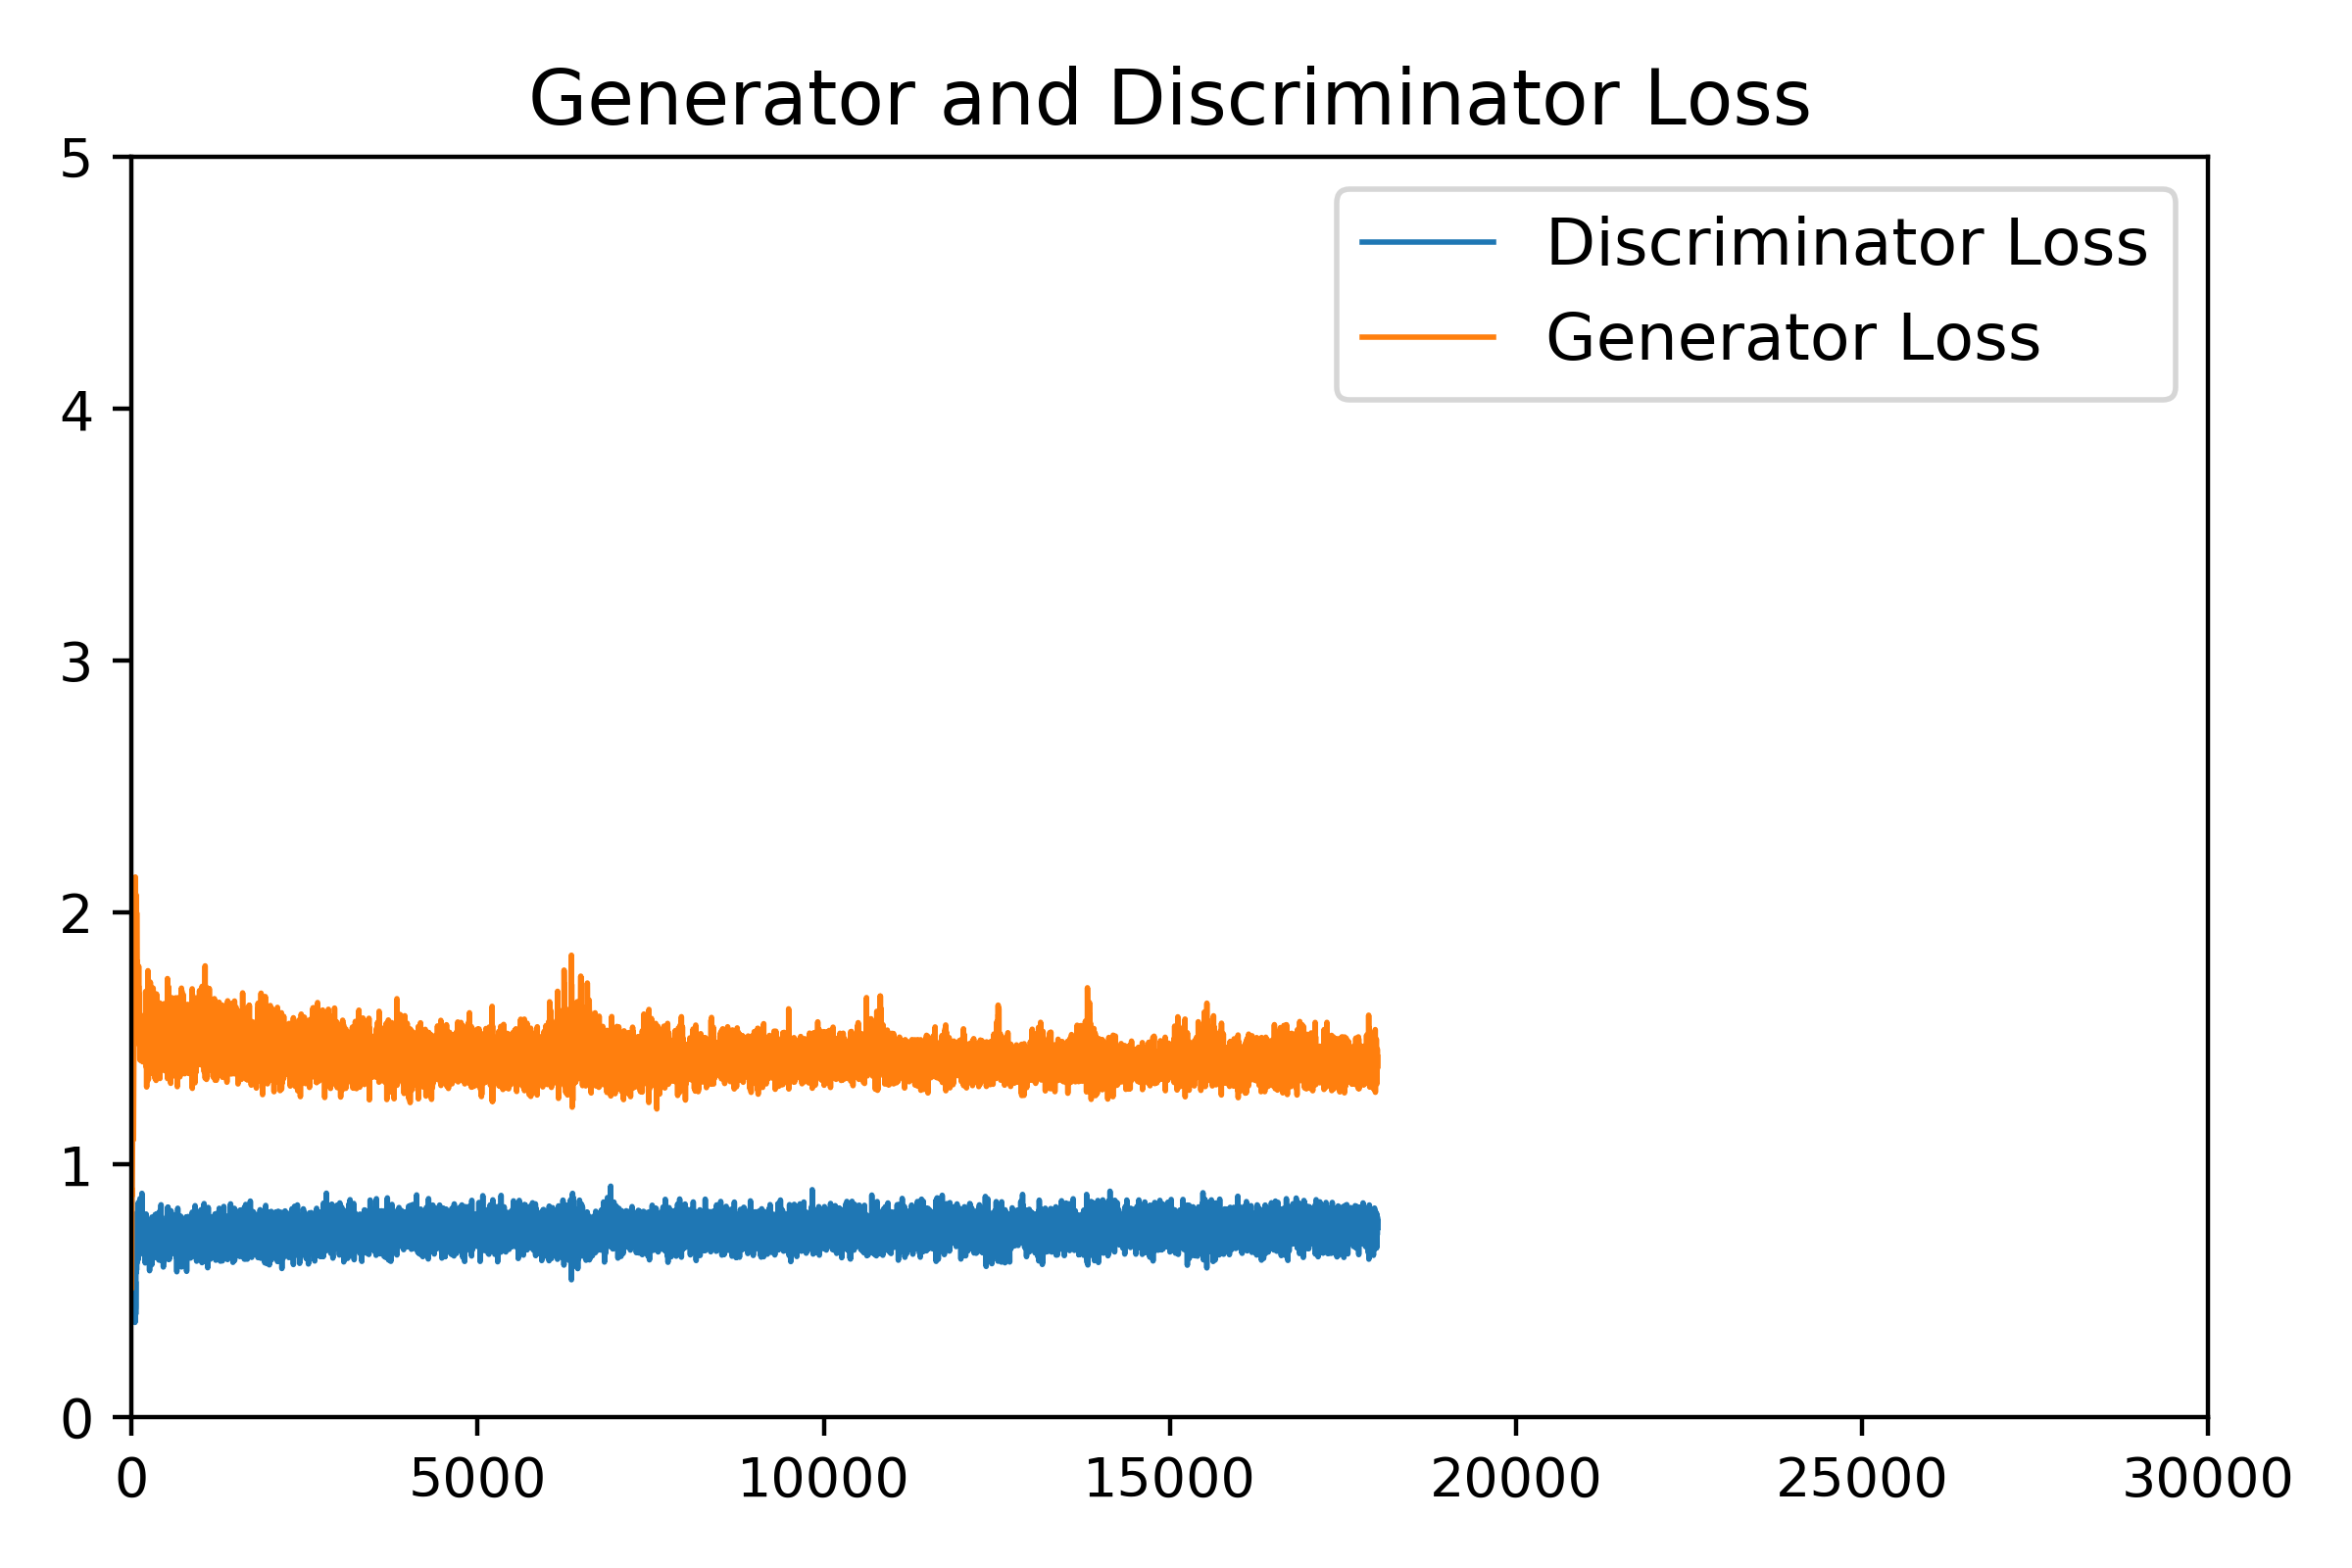 Generator and Discriminator Loss
5
Discriminator Loss
Generator Loss
4
3
2
1
0
0 5000 10000 15000 20000 25000 30000